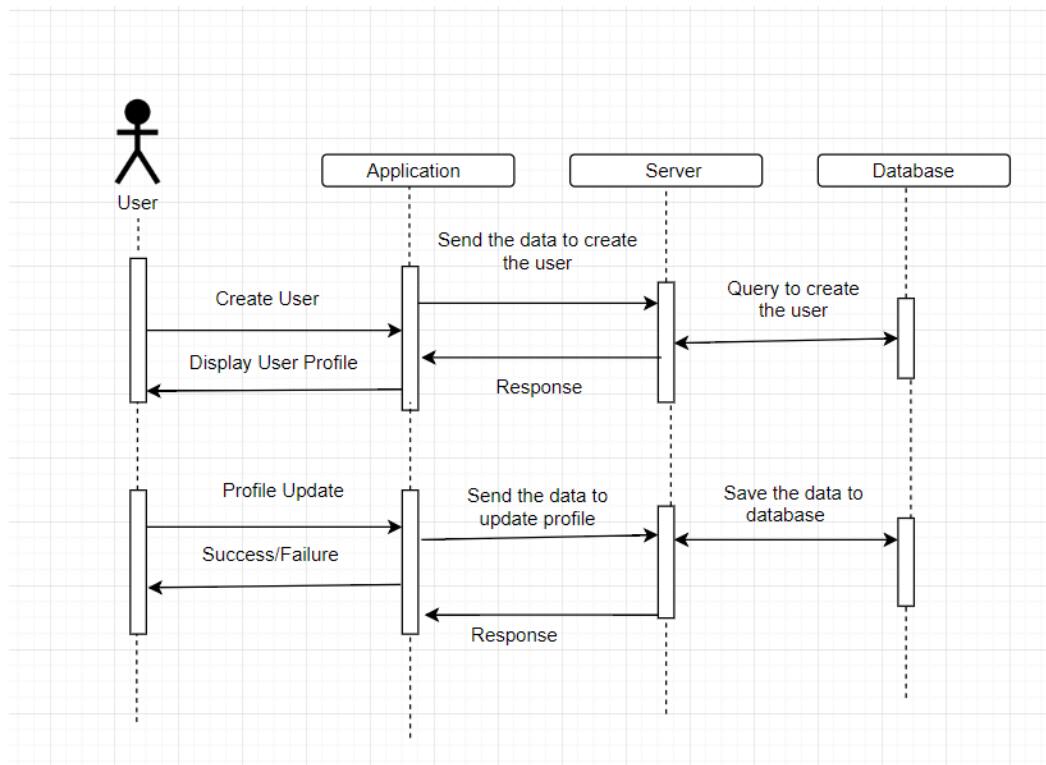 User
Application
Server
Database
Send the data to create
the user
Create User
Query to create
the user
Display User Profile
Response
Profile Update
Send the data to
update profile
Save the data to
database
Success/Failure
Response